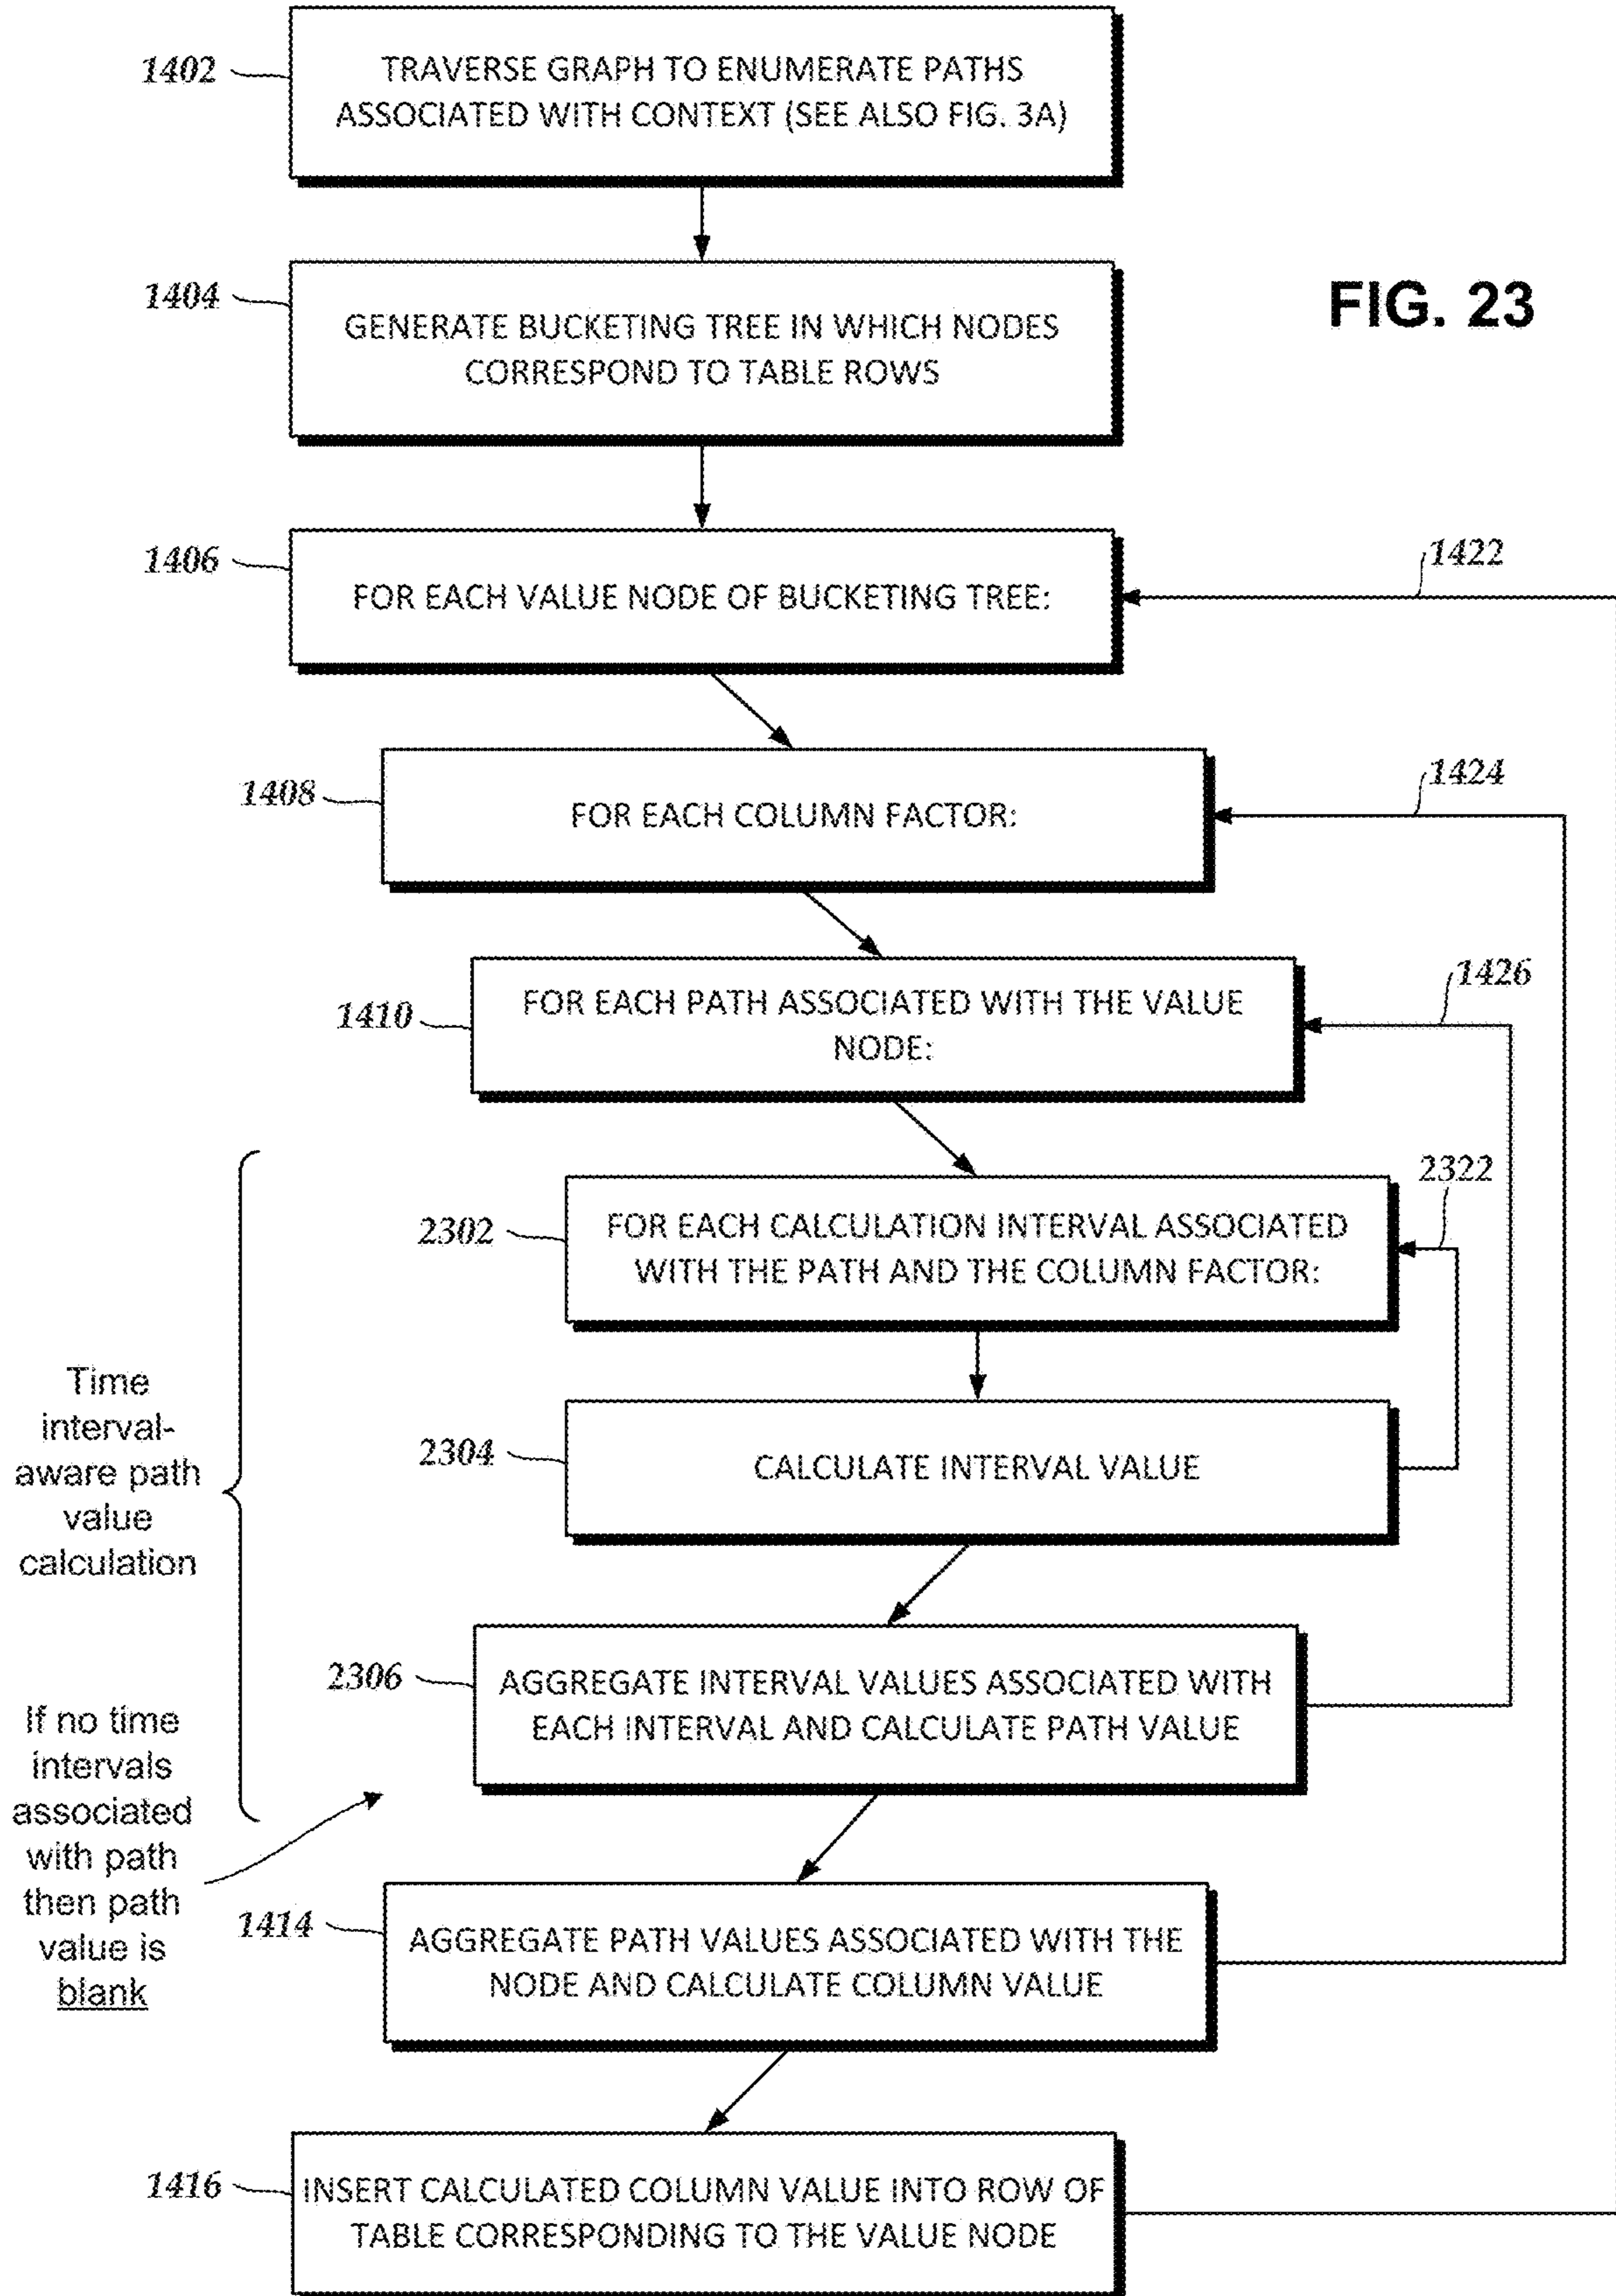 1402
TRAVERSE GRAPH TO ENUMERATE PATHS
ASSOCIATED WITH CONTEXT (SEE ALSO FIG. 3A)
FIG. 23
1404
GENERATE BUCKETING TREE IN WHICH NODES
CORRESPOND TO TABLE ROWS
1406
FOR EACH VALUE NODE OF BUCKETING TREE:
1422
1408
FOR EACH COLUMN FACTOR:
1424
1410
FOR EACH PATH ASSOCIATED WITH THE VALUE
NODE:
1426
2302
FOR EACH CALCULATION INTERVAL ASSOCIATED
WITH THE PATH AND THE COLUMN FACTOR:
2322
Time
interval-
aware path
value
calculation
2304
CALCULATE INTERVAL VALUE
2306
AGGREGATE INTERVAL VALUES ASSOCIATED WITH
EACH INTERVAL AND CALCULATE PATH VALUE
If no time
intervals
associated
with path
then path
value is
blank
1414
AGGREGATE PATH VALUES ASSOCIATED WITH THE
NODE AND CALCULATE COLUMN VALUE
1416
INSERT CALCULATED COLUMN VALUE INTO ROW OF
TABLE CORRESPONDING TO THE VALUE NODE